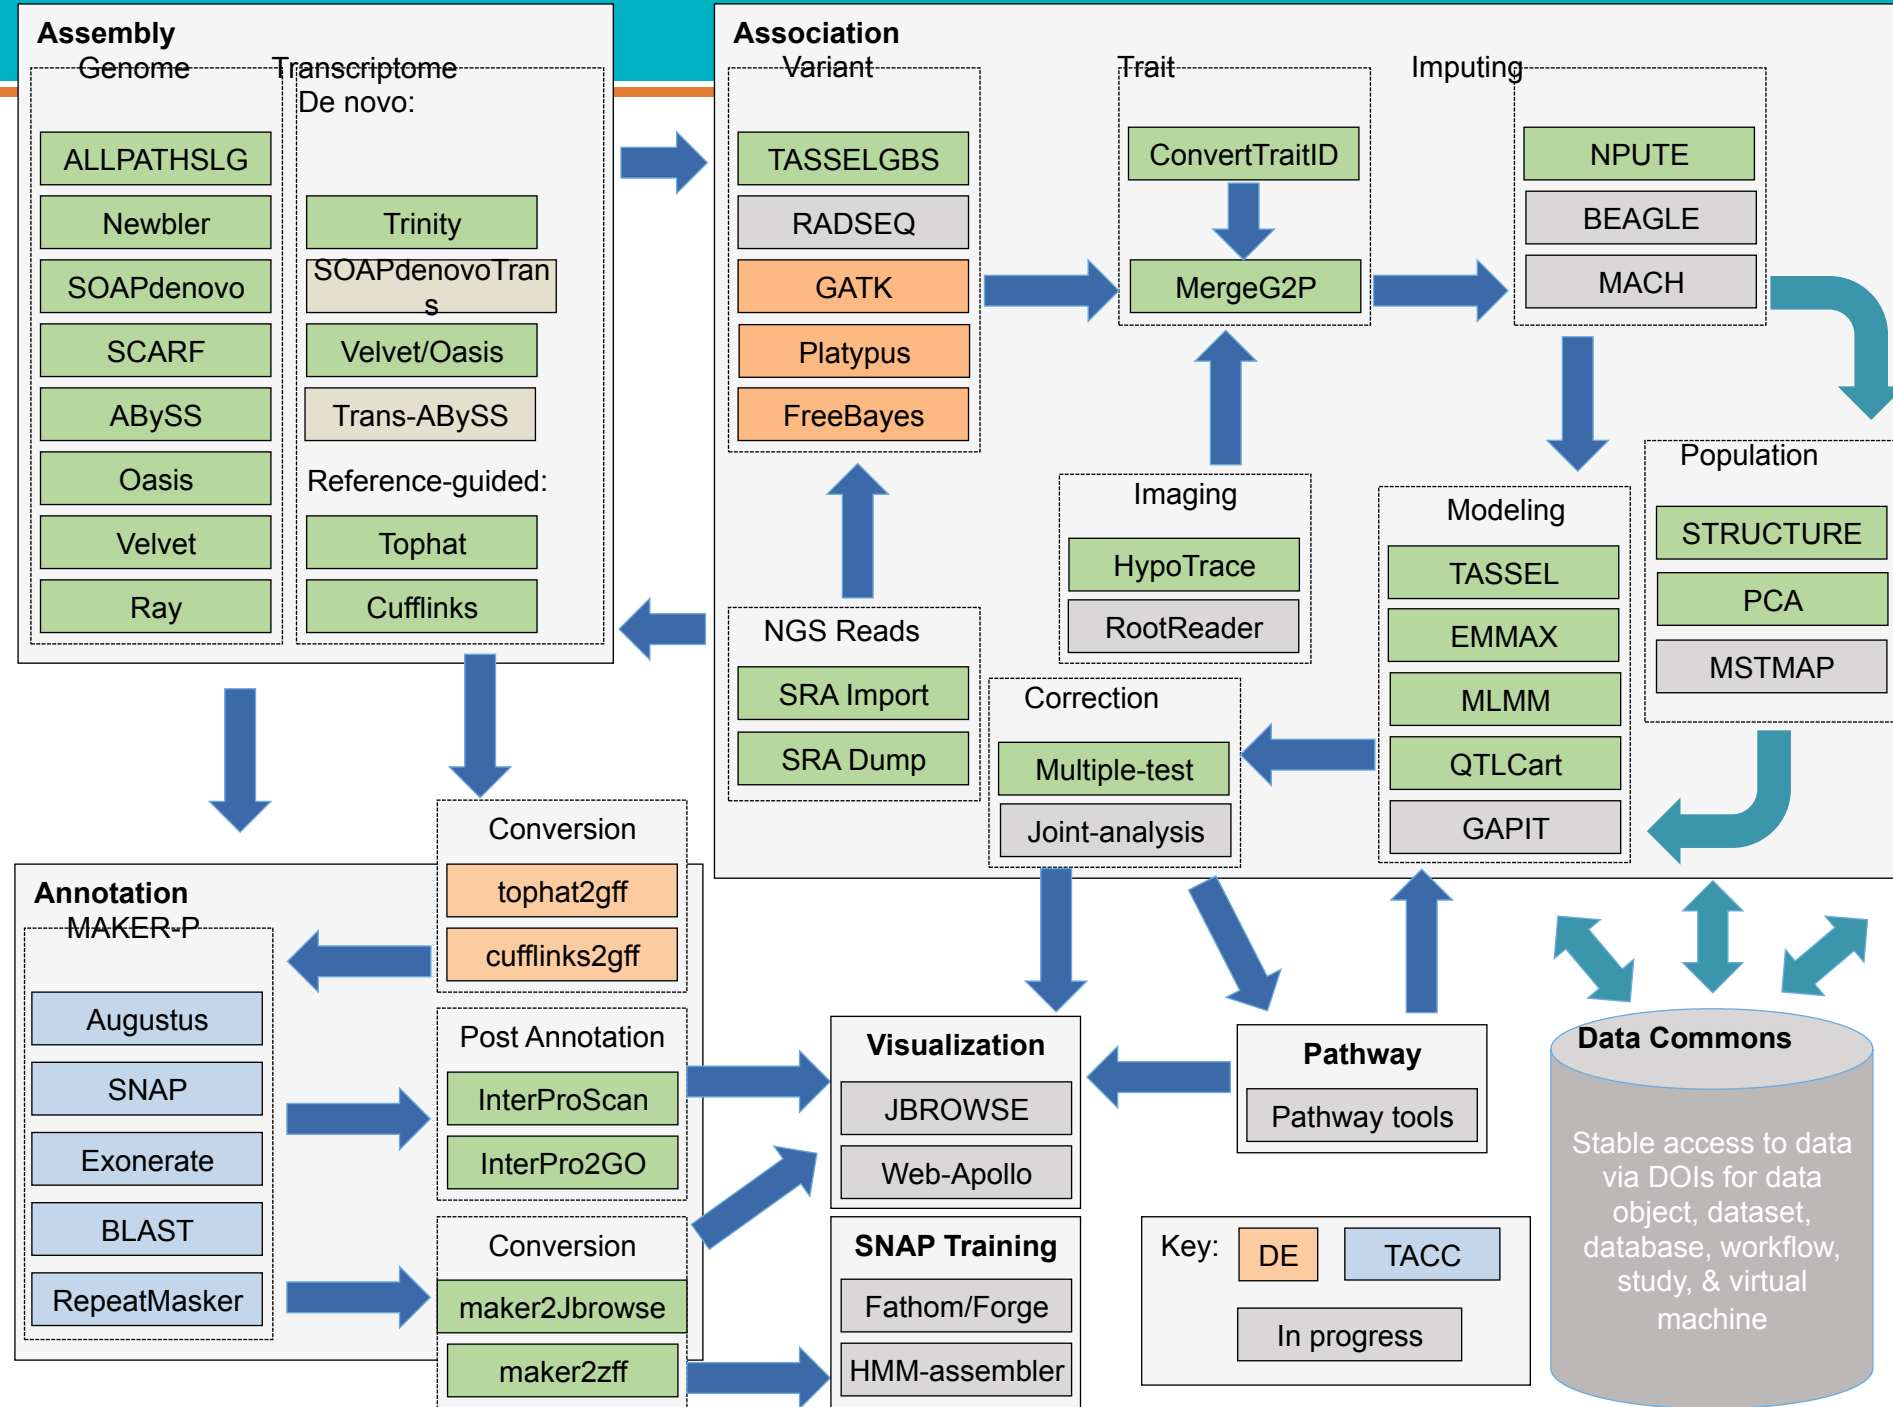 Assembly
Genome
Transcriptome
De novo:
ALLPATHSLG
Newbler
SOAPdenovo
SCARF
ABySS
Oasis
Velvet
Ray
Trinity
SOAPdenovoTran
s
Velvet/Oasis
Trans-ABySS
Reference-guided:
Tophat
Cufflinks
Association
Variant
TASSELGBS
RADSEQ
GATK
Platypus
FreeBayes
NGS Reads
SRA Import
SRA Dump
Trait
ConvertTraitID
MergeG2P
Imaging
HypoTrace
RootReader
Correction
Multiple-test
Joint-analysis
Imputing
NPUTE
BEAGLE
MACH
Modeling
TASSEL
EMMAX
MLMM
QTLCart
GAPIT
Population
STRUCTURE
PCA
MSTMAP
Annotation
MAKER-P
Augustus
SNAP
Exonerate
BLAST
RepeatMasker
Conversion
tophat2gff
cufflinks2gff
Post Annotation
InterProScan
InterPro2GO
Conversion
maker2Jbrowse
maker2zff
Visualization
JBROWSE
Web-Apollo
SNAP Training
Fathom/Forge
HMM-assembler
Pathway
Pathway tools
Key:
DE
TACC
In progress
Data Commons
Stable access to data
via DOIs for data
object, dataset,
database, workflow,
study, & virtual
machine